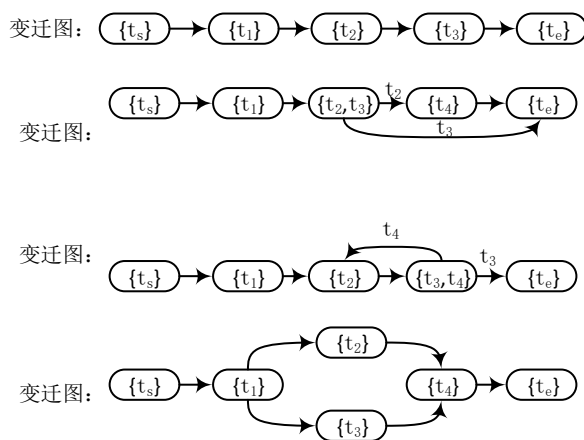 变迁图： {tₛ} {t₁} {t₂} {t₃} {tₑ}
t₂
{tₛ} {t₁} {t₂,t₃} {t₄} {tₑ}
t₃
变迁图：
t₄
变迁图：
t₃
{tₛ} {t₁} {t₂} {t₃,t₄} {tₑ}
{t₂}
变迁图： {tₛ} {t₁} {t₄} {tₑ}
{t₃}